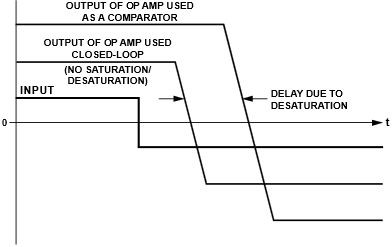 OUTPUT OF OP AMP USED
AS A COMPARATOR
OUTPUT OF OP AMP USED
CLOSED-LOOP
(NO SATURATION/
DESATURATION)
INPUT
DELAY DUE TO
DESATURATION
0
t